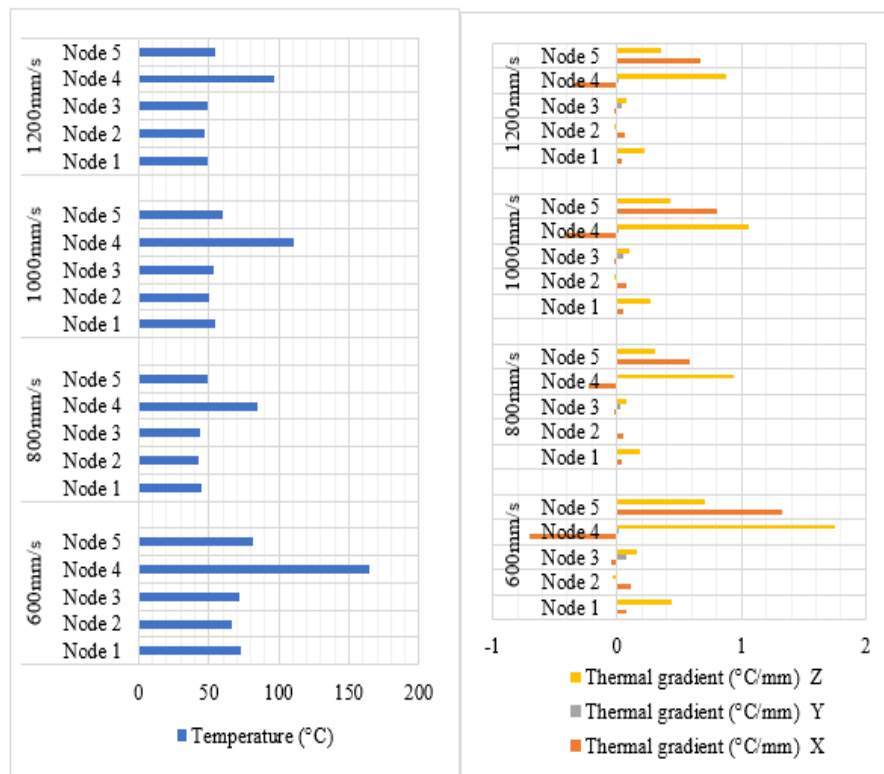 1200mm/s
Node 5
Node 4
Node 3
Node 2
Node 1
1000mm/s
Node 5
Node 4
Node 3
Node 2
Node 1
800mm/s
Node 5
Node 4
Node 3
Node 2
Node 1
600mm/s
Node 5
Node 4
Node 3
Node 2
Node 1
0 50 100 150 200
Temperature (°C)
1200mm/s
Node 5
Node 4
Node 3
Node 2
Node 1
1000mm/s
Node 5
Node 4
Node 3
Node 2
Node 1
800mm/s
Node 5
Node 4
Node 3
Node 2
Node 1
600mm/s
Node 5
Node 4
Node 3
Node 2
Node 1
-1 0 1 2
Thermal gradient (°C/mm) Z
Thermal gradient (°C/mm) Y
Thermal gradient (°C/mm) X